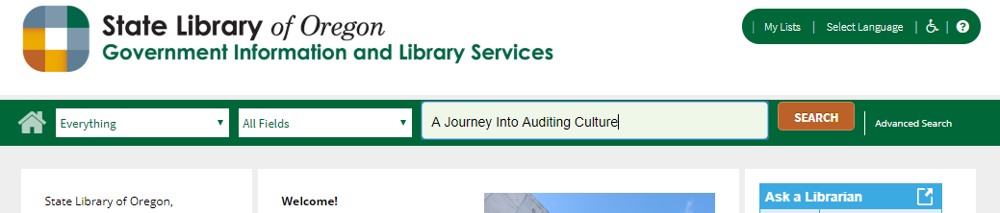 State Library of Oregon
Government Information and Library Services
My Lists
Select Language
?
Everything
All Fields
A Journey Into Auditing Culture
SEARCH
Advanced Search
State Library of Oregon,
Welcome!
Ask a Librarian